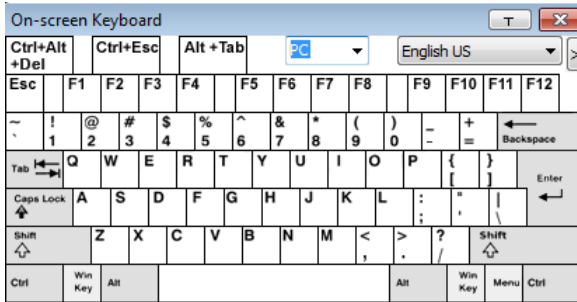 On-screen Keyboard T X
Ctrl+Alt +Del Ctrl+Esc Alt +Tab PC English US >
Esc F1 F2 F3 F4 F5 F6 F7 F8 F9 F10 F11 F12
~ ! @ # $ % ^ & * ( ) _ +
` 1 2 3 4 5 6 7 8 9 0 - = Backspace
Tab Q W E R T Y U I O P { }
[ ] Enter
Caps Lock A S D F G H J K L : " |
; ' \
Shift Z X C V B N M < > ? Shift
, . /
Ctrl Win Key Alt Alt Win Key Menu Ctrl